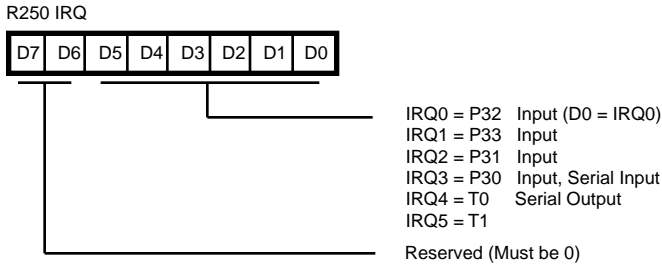 R250 IRQ
D7 D6 D5 D4 D3 D2 D1 D0
IRQ0 = P32 Input (D0 = IRQ0)
IRQ1 = P33 Input
IRQ2 = P31 Input
IRQ3 = P30 Input, Serial Input
IRQ4 = T0 Serial Output
IRQ5 = T1
Reserved (Must be 0)